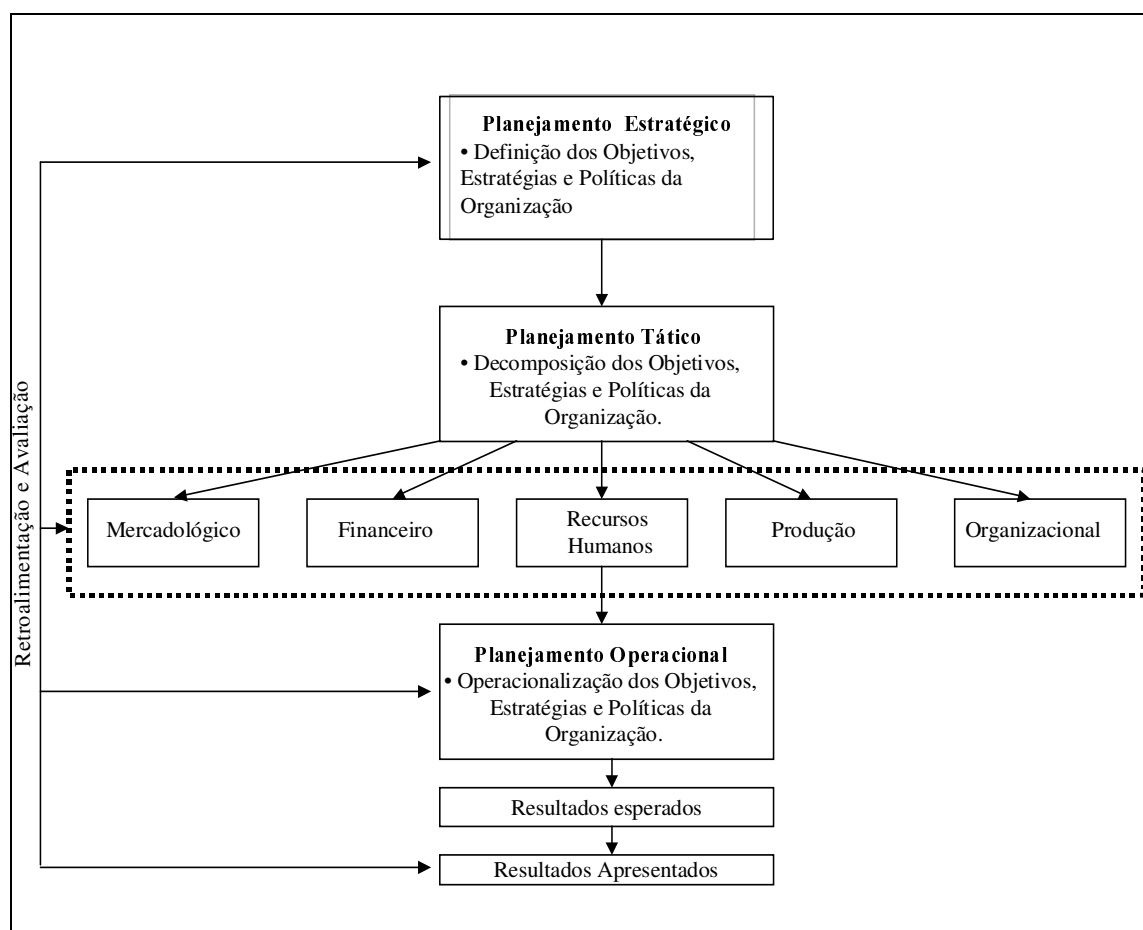 Planejamento Estratégico
• Definição dos Objetivos,
Estratégias e Políticas da
Organização
Planejamento Tático
• Decomposição dos Objetivos,
Estratégias e Políticas da
Organização.
Retroalimentação e Avaliação
Mercadológico
Financeiro
Recursos
Humanos
Produção
Organizacional
Planejamento Operacional
• Operacionalização dos Objetivos,
Estratégias e Políticas da
Organização.
Resultados esperados
Resultados Apresentados